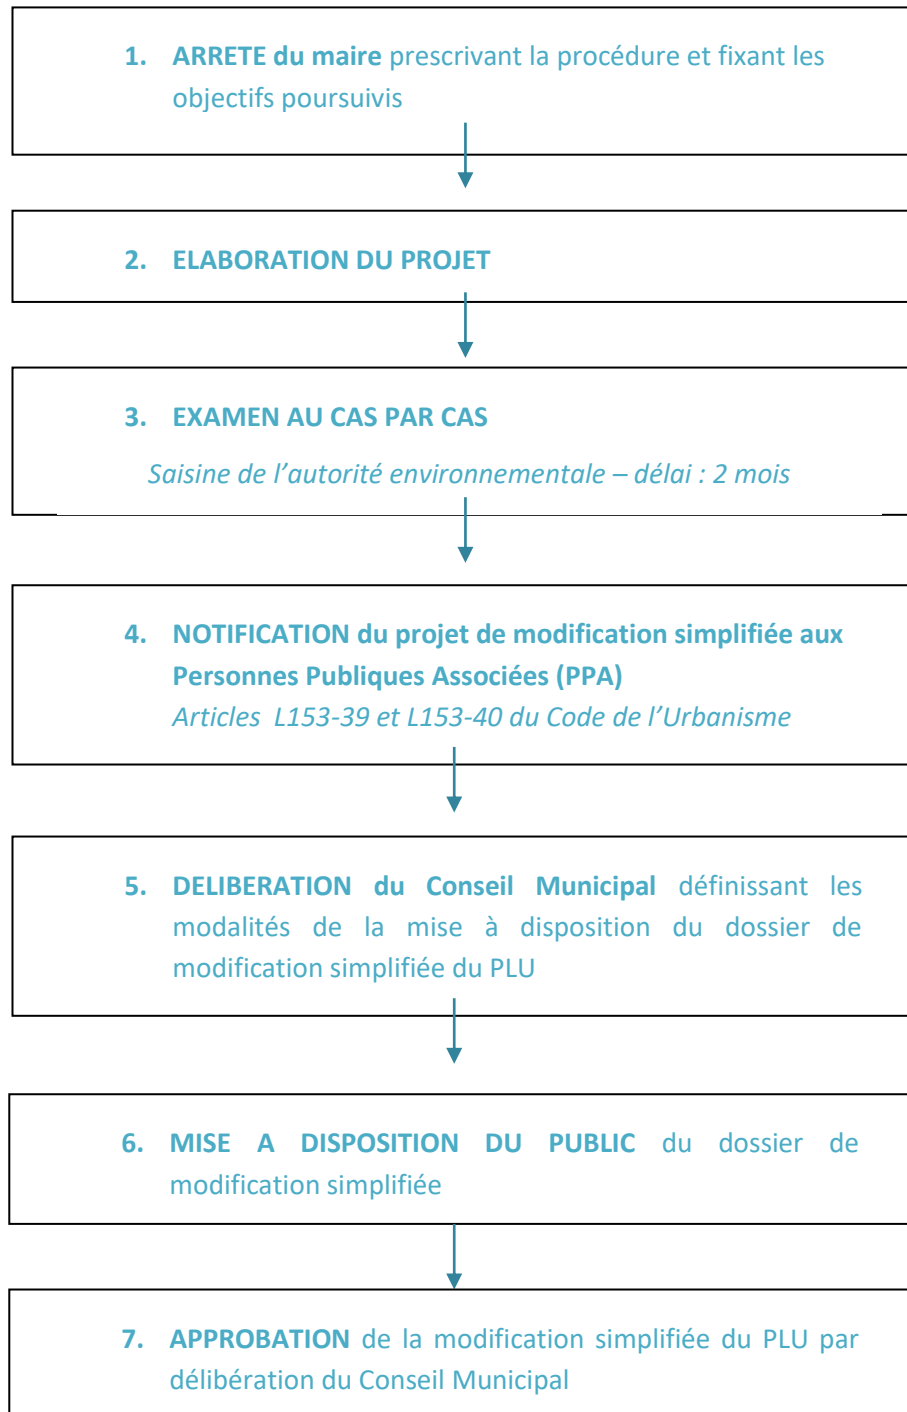 1. ARRETE du maire prescrivant la procédure et fixant les
objectifs poursuivis
2. ELABORATION DU PROJET
3. EXAMEN AU CAS PAR CAS
Saisine de l’autorité environnementale – délai : 2 mois
4. NOTIFICATION du projet de modification simplifiée aux
Personnes Publiques Associées (PPA)
Articles L153-39 et L153-40 du Code de l’Urbanisme
5. DELIBERATION du Conseil Municipal définissant les
modalités de la mise à disposition du dossier de
modification simplifiée du PLU
6. MISE A DISPOSITION DU PUBLIC du dossier de
modification simplifiée
7. APPROBATION de la modification simplifiée du PLU par
délibération du Conseil Municipal